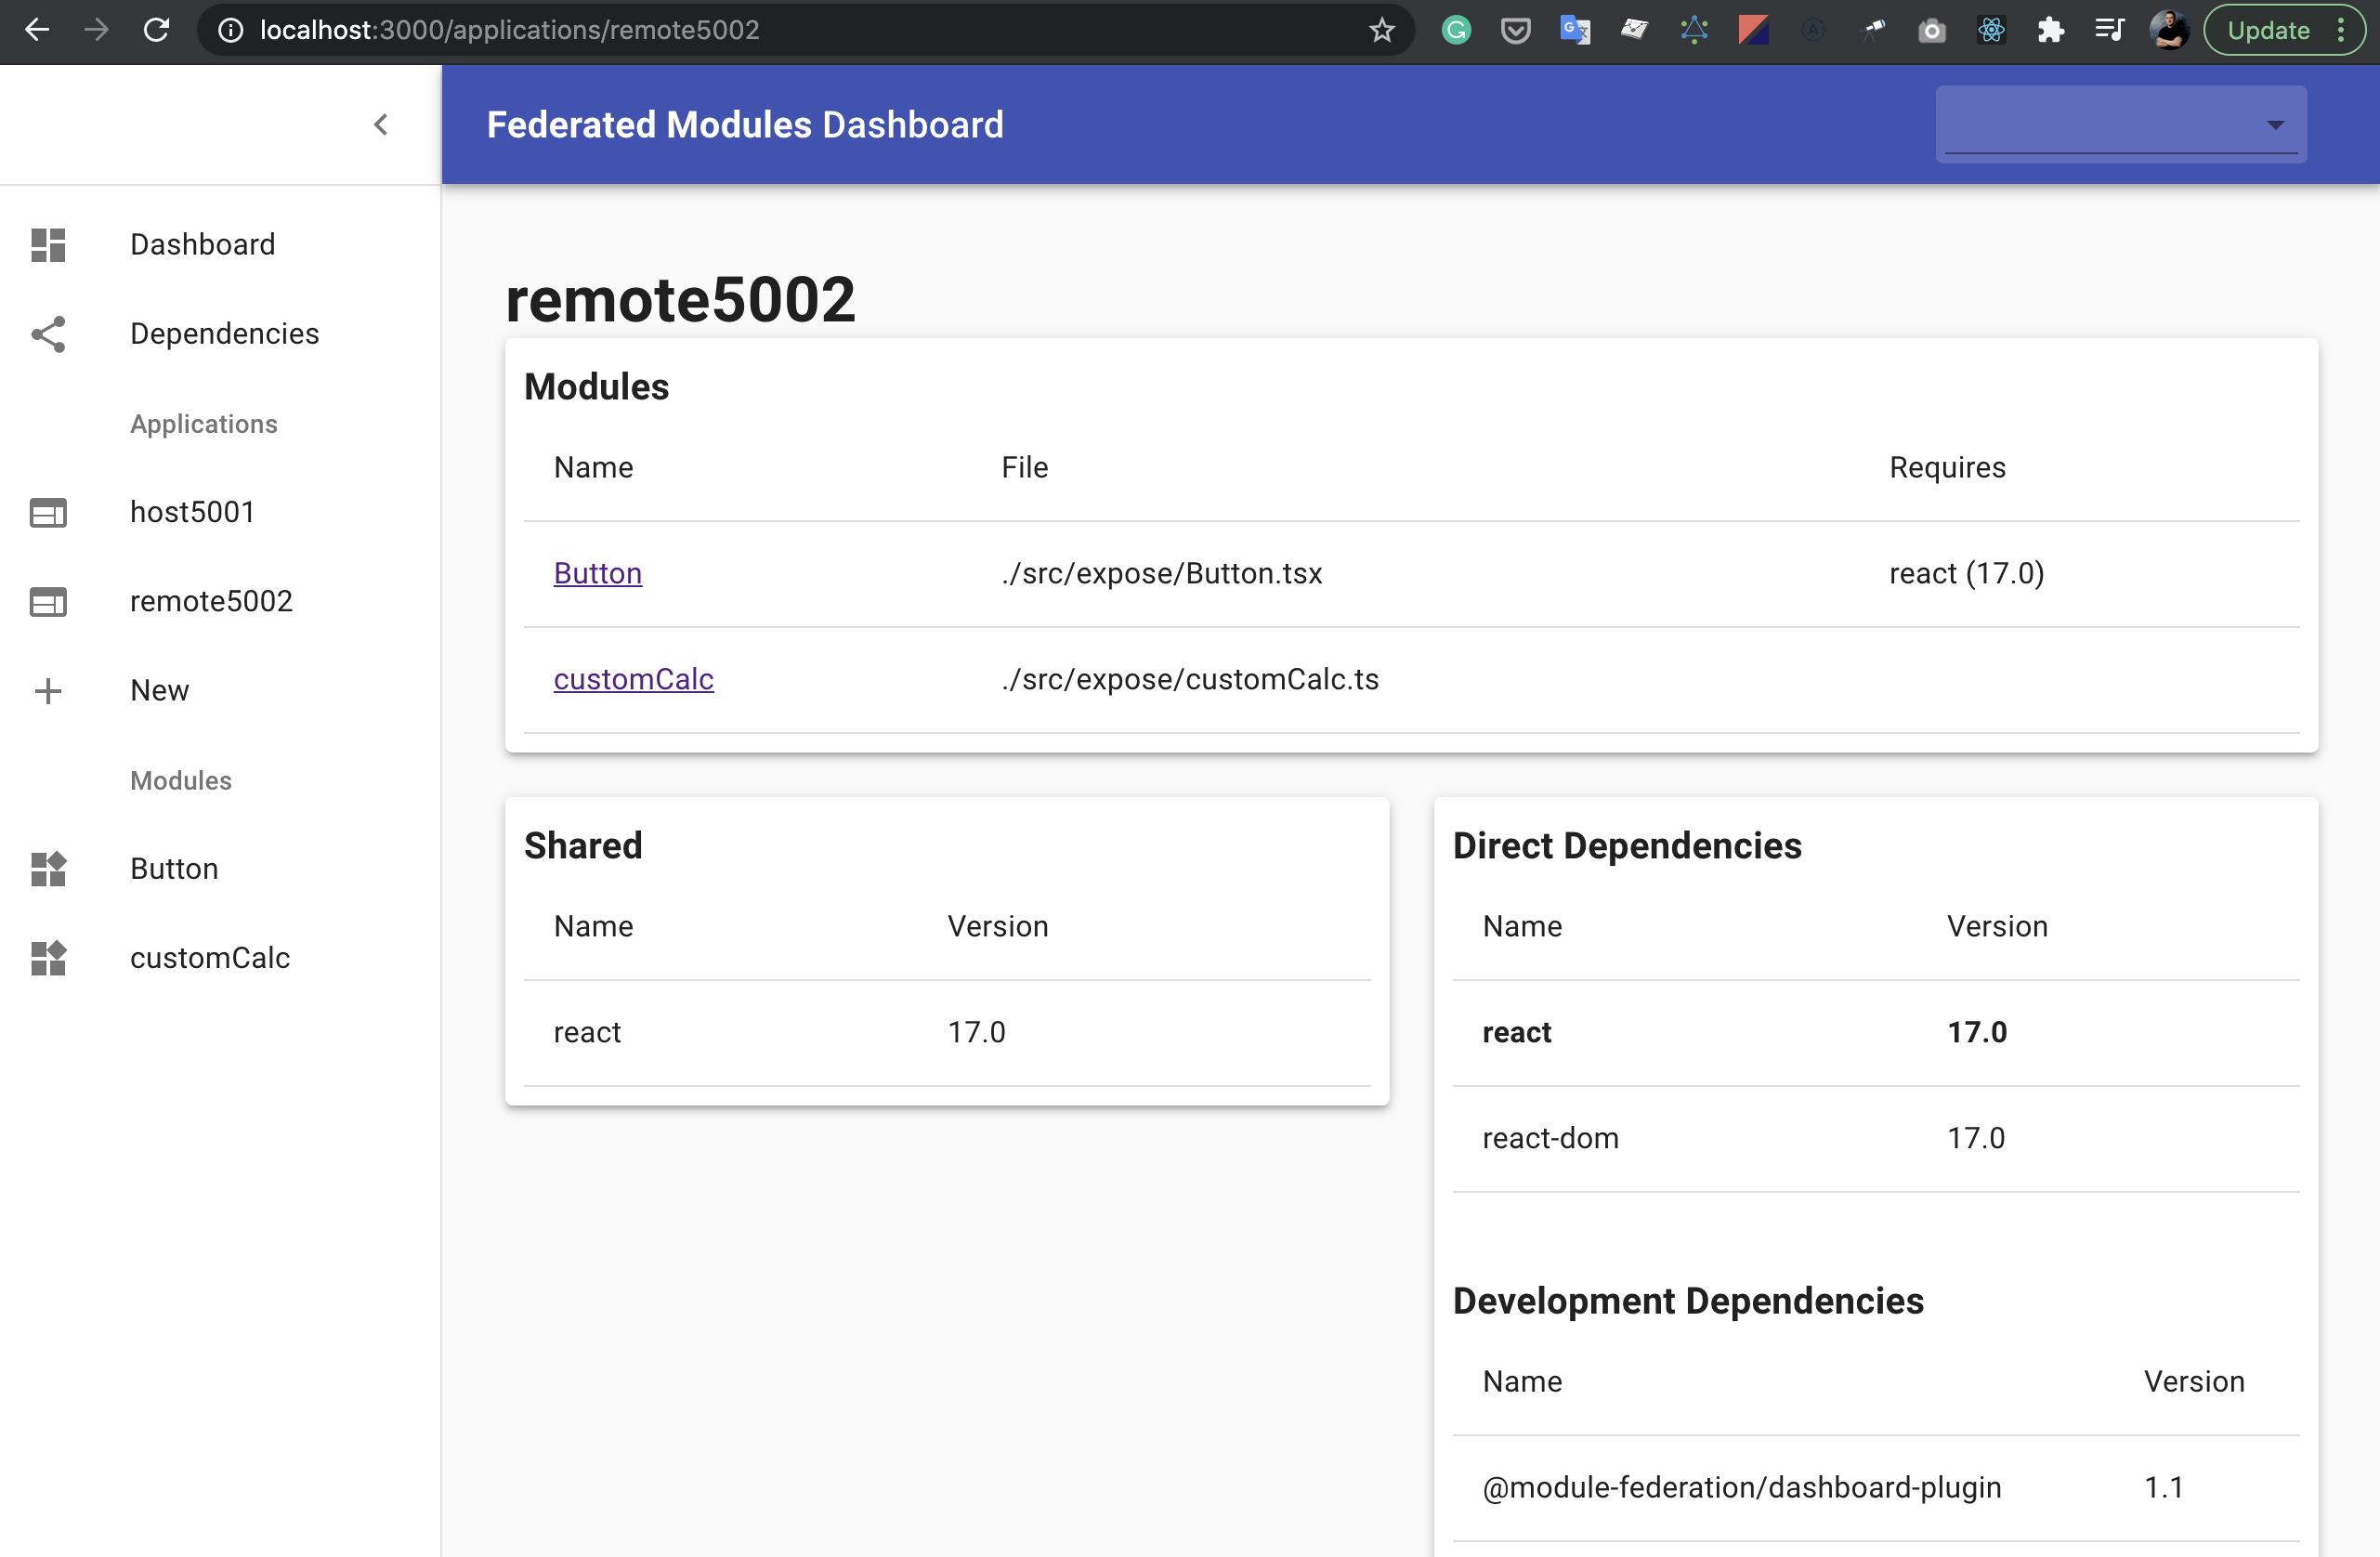 localhost:3000/applications/remote5002
Update
Federated Modules Dashboard
Dashboard
Dependencies
Applications
host5001
remote5002
New
Modules
Button
customCalc
remote5002
Modules
Name File Requires
Button ./src/expose/Button.tsx react (17.0)
customCalc ./src/expose/customCalc.ts
Shared
Name Version
react 17.0
Direct Dependencies
Name Version
react 17.0
react-dom 17.0
Development Dependencies
Name Version
@module-federation/dashboard-plugin 1.1